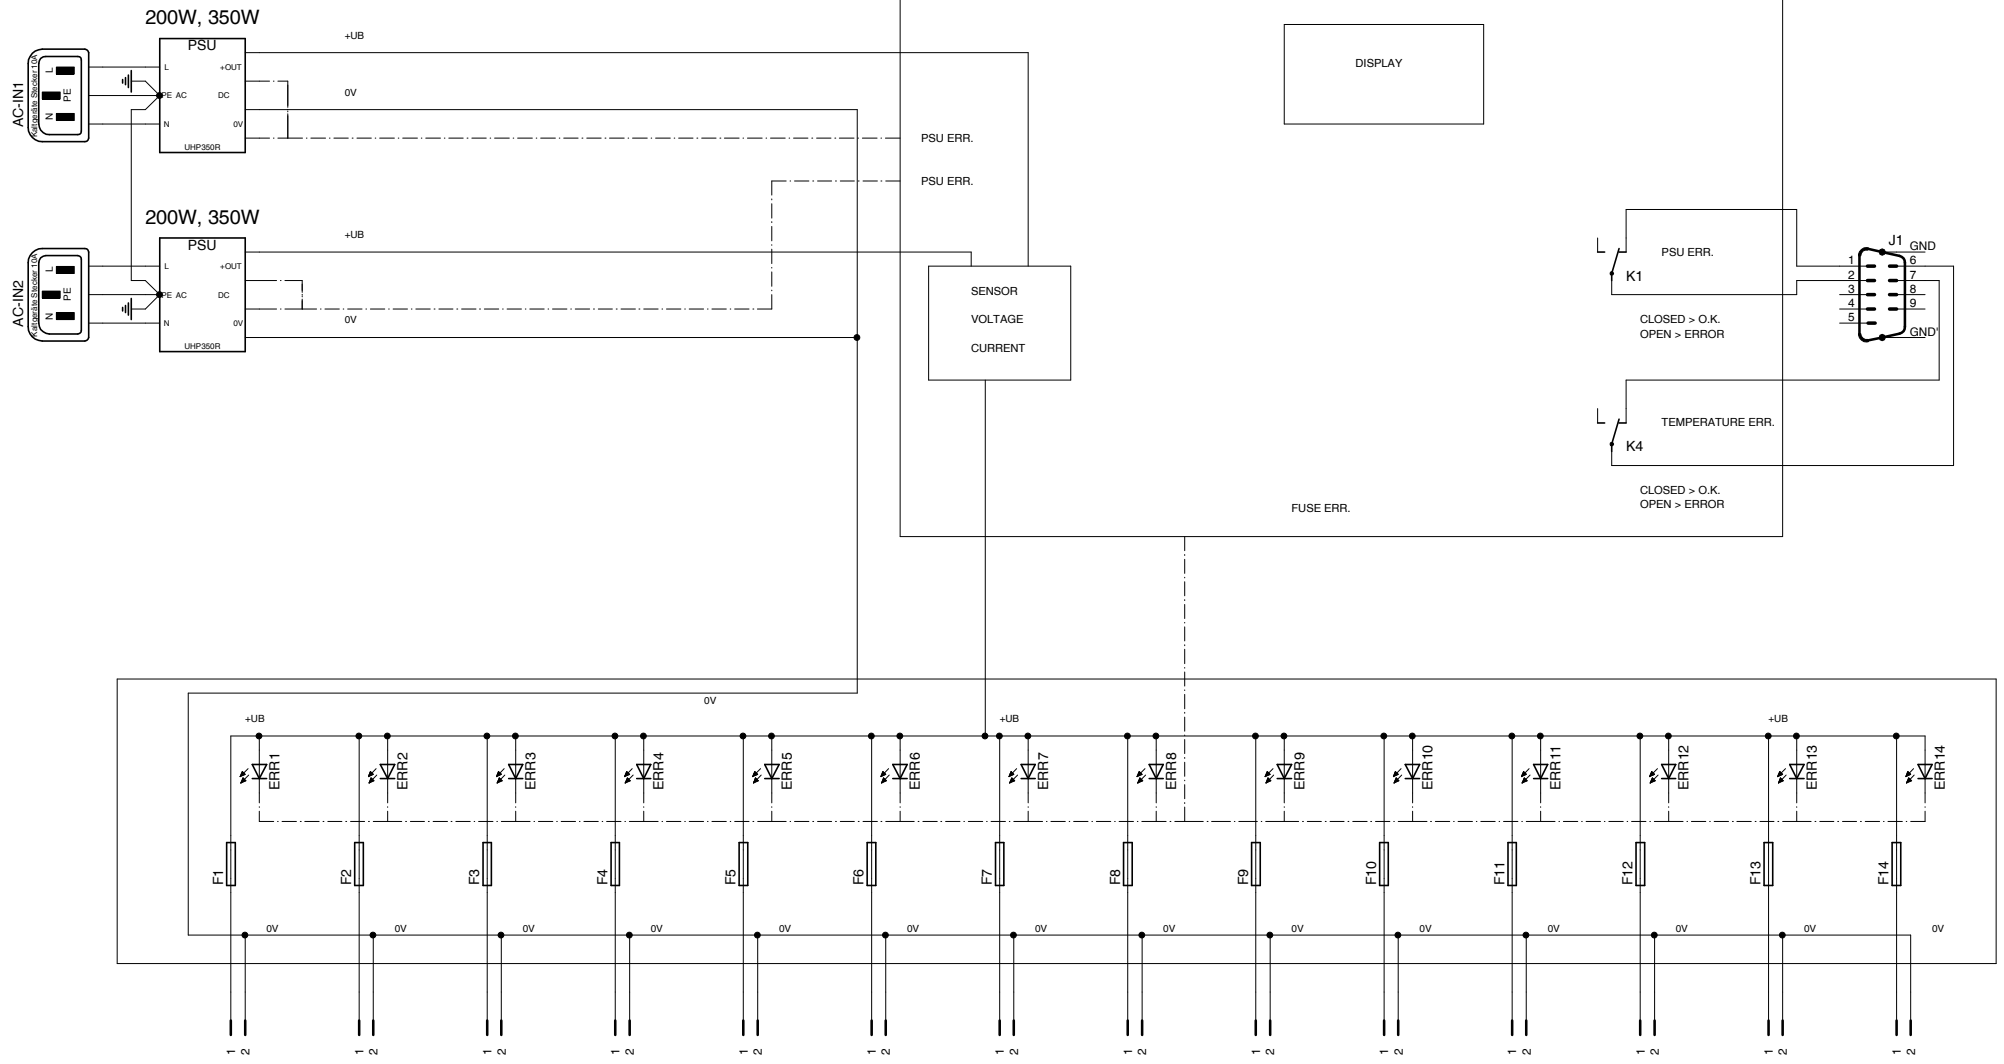 200W, 350W
PSU
L
+OUT
PE AC
DC
N
0V
UHP350R
AC-IN1
Kaltgeräte Stecker 10A
L
PE
N
+UB
0V
PSU ERR.
PSU ERR.
DISPLAY
200W, 350W
PSU
L
+OUT
PE AC
DC
N
0V
UHP350R
AC-IN2
Kaltgeräte Stecker 10A
L
PE
N
+UB
0V
SENSOR
VOLTAGE
CURRENT
PSU ERR.
K1
CLOSED > O.K.
OPEN > ERROR
J1
GND
1
2
3
4
5
6
7
8
9
GND'
TEMPERATURE ERR.
K4
CLOSED > O.K.
OPEN > ERROR
FUSE ERR.
0V
+UB
+UB
+UB
ERR1
ERR2
ERR3
ERR4
ERR5
ERR6
ERR7
ERR8
ERR9
ERR10
ERR11
ERR12
ERR13
ERR14
F1
F2
F3
F4
F5
F6
F7
F8
F9
F10
F11
F12
F13
F14
0V
0V
0V
0V
0V
0V
0V
0V
0V
0V
0V
0V
0V
0V
1 2
1 2
1 2
1 2
1 2
1 2
1 2
1 2
1 2
1 2
1 2
1 2
1 2
1 2